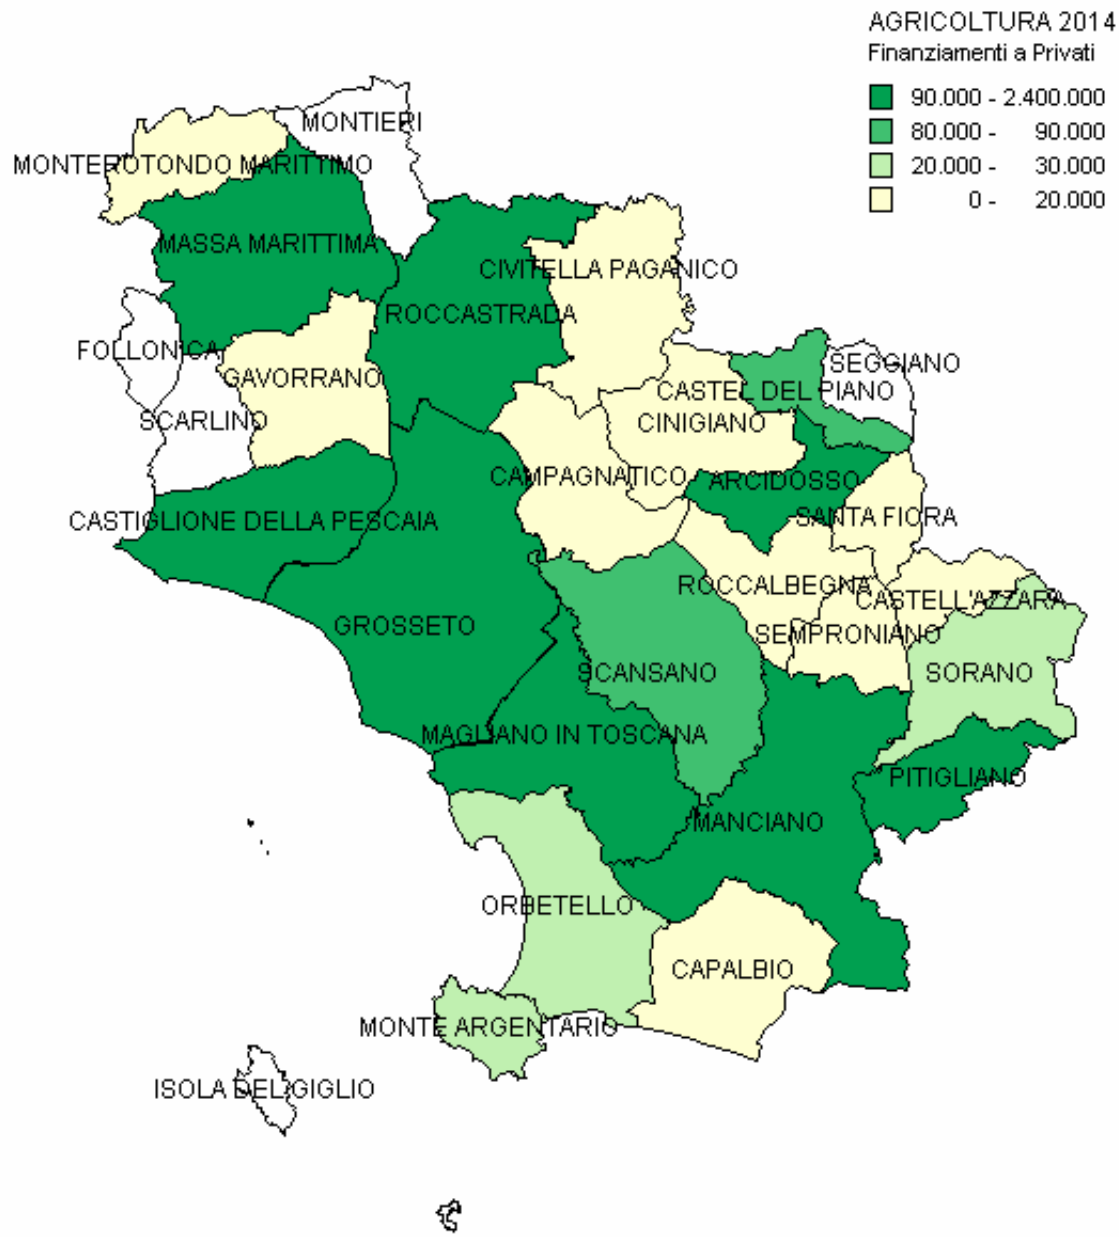 AGRICOLTURA 2014
Finanziamenti a Privati
90.000 - 2.400.000
80.000 - 90.000
20.000 - 30.000
0 - 20.000
MONTIERI
MONTEROTONDO MARITTIMO
MASSA MARITTIMA
CIVITELLA PAGANICO
ROCCASTRADA
FOLLONICA
SEGGIANO
GAVORRANO
CASTEL DEL PIANO
SCARLINO
CINIGIANO
CAMPAGNATICO
ARCIDOSSO
CASTIGLIONE DELLA PESCAIA
SANTA FIORA
ROCCALBEGNA
CASTELL'AZZARA
GROSSETO
SEMPRONIANO
SCANSANO
SORANO
MAGLIANO IN TOSCANA
PITIGLIANO
MANCIANO
ORBETELLO
CAPALBIO
MONTE ARGENTARIO
ISOLA DEL GIGLIO